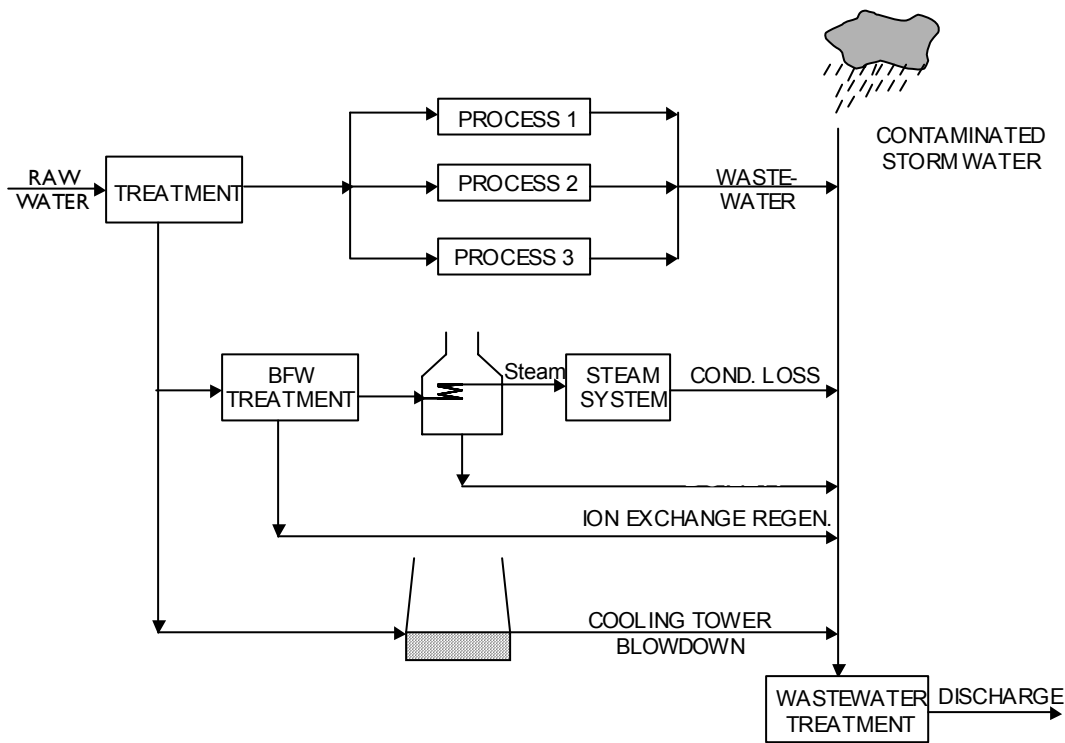 PROCESS 1
CONTAMINATED
STORM WATER
RAW
WATER
TREATMENT
PROCESS 2
WASTE-
WATER
PROCESS 3
BFW
TREATMENT
Steam
STEAM
SYSTEM
COND. LOSS
ION EXCHANGE REGEN.
COOLING TOWER
BLOWDOWN
WASTEWATER
TREATMENT
DISCHARGE